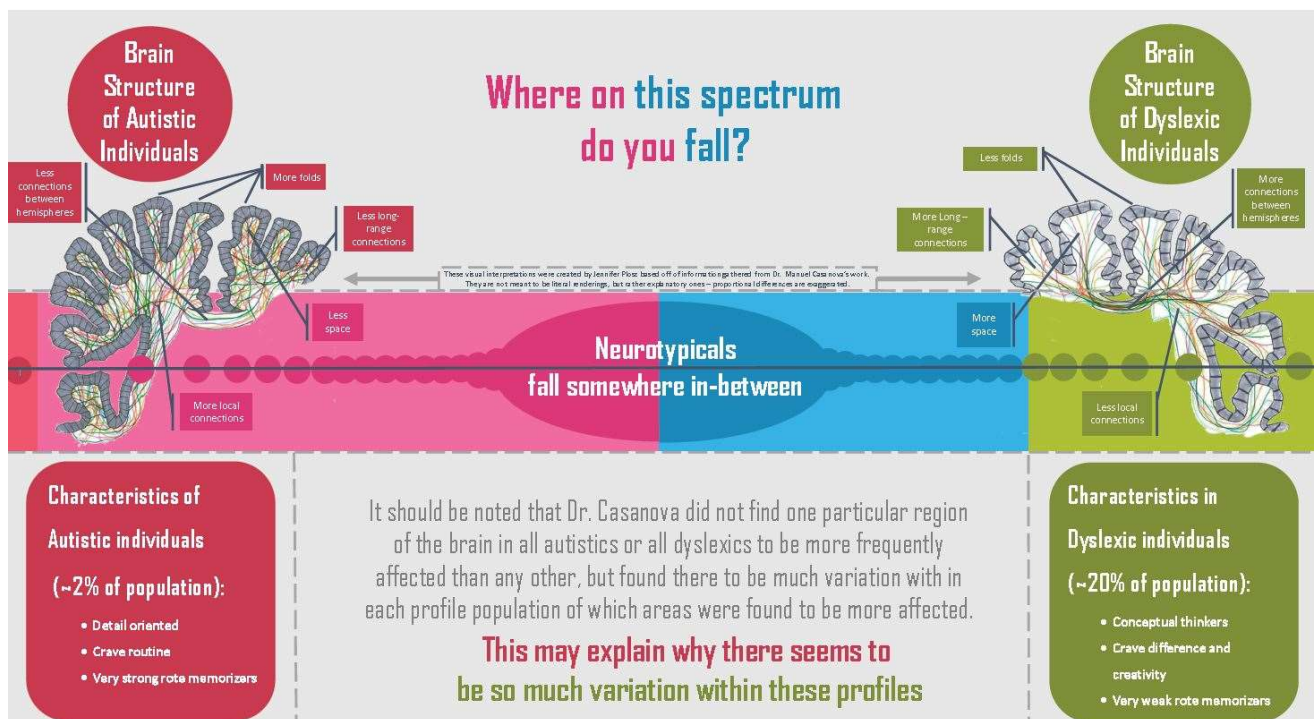 Brain
Structure
of Autistic
Individuals
Where on this spectrum
do you fall?
Brain
Structure
of Dyslexic
Individuals
Less
connections
between
hemispheres
More folds
Less long-
range
connections
Less folds
More Long–
range
connections
More
connections
between
hemispheres
These visual interpretations were created by Jennifer Plosz based off of information gathered from Dr. Manuel Casanova's work.
They are not meant to be literal renderings, but rather explanatory ones – proportional differences are exaggerated.
Less
space
More
space
Neurotypicals
fall somewhere in-between
More local
connections
Less local
connections
Characteristics of
Autistic individuals
(~2% of population):
• Detail oriented
• Crave routine
• Very strong rote memorizers
It should be noted that Dr. Casanova did not find one particular region
of the brain in all autistics or all dyslexics to be more frequently
affected than any other, but found there to be much variation with in
each profile population of which areas were found to be more affected.
This may explain why there seems to
be so much variation within these profiles
Characteristics in
Dyslexic individuals
(~20% of population):
• Conceptual thinkers
• Crave difference and
creativity
• Very weak rote memorizers